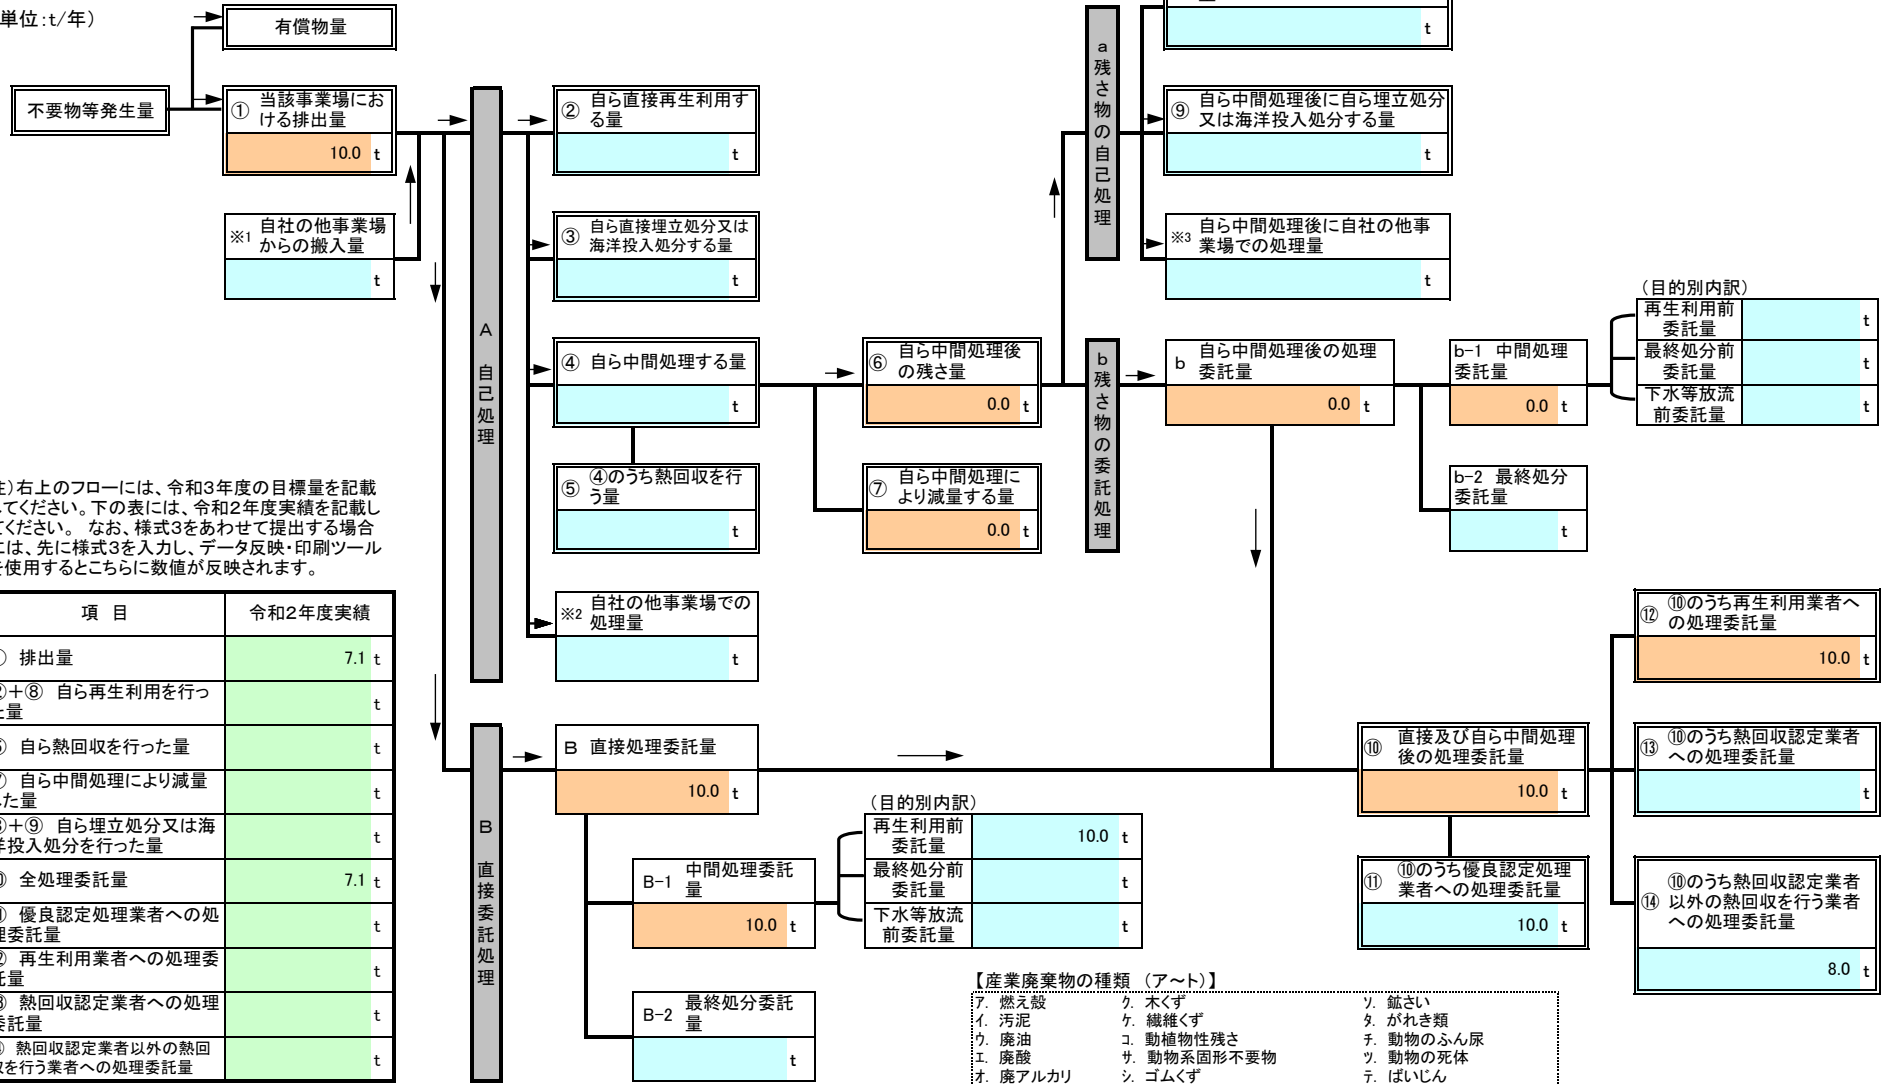 単位:t/年）
有償物量
不要物等発生量
① 当該事業場にお
ける排出量
10.0 t
※1 自社の他事業場
からの搬入量
t
A 自己処理
② 自ら直接再生利用す
る量
t
③ 自ら直接埋立処分又は
海洋投入処分する量
t
④ 自ら中間処理する量
t
⑤ ④のうち熱回収を行
う量
t
※2 自社の他事業場での
処理量
t
⑥ 自ら中間処理後
の残さ量
0.0 t
⑦ 自ら中間処理に
より減量する量
0.0 t
a 残さ物の自己処理
t
⑨ 自ら中間処理後に自ら埋立処分
又は海洋投入処分する量
t
※3 自ら中間処理後に自社の他事
業場での処理量
t
b 残さ物の委託処理
b 自ら中間処理後の処理
委託量
0.0 t
b-1 中間処理
委託量
0.0 t
b-2 最終処分
委託量
t
（目的別内訳）
再生利用前
委託量 t
最終処分前
委託量 t
下水等放流
前委託量 t
)右上のフローには、令和3年度の目標量を記載
してください。下の表には、令和2年度実績を記載し
てください。 なお、様式3をあわせて提出する場合
には、先に様式3を入力し、データ反映・印刷ツール
を使用するとこちらに数値が反映されます。
項 目 令和2年度実績
排出量 7.1 t
+⑧ 自ら再生利用を行っ
た量 t
自ら熱回収を行った量 t
自ら中間処理により減量
した量 t
+⑨ 自ら埋立処分又は海
洋投入処分を行った量 t
全処理委託量 7.1 t
優良認定処理業者への処
理委託量 t
再生利用業者への処理委
託量 t
熱回収認定業者への処理
委託量 t
熱回収認定業者以外の熱回
収を行う業者への処理委託量 t
B 直接委託処理
B 直接処理委託量
10.0 t
B-1 中間処理委託
量
10.0 t
B-2 最終処分委託
量
t
（目的別内訳）
再生利用前
委託量 10.0 t
最終処分前
委託量 t
下水等放流
前委託量 t
⑩ 直接及び自ら中間処理
後の処理委託量
10.0 t
⑪ ⑩のうち優良認定処理
業者への処理委託量
10.0 t
⑫ ⑩のうち再生利用業者へ
の処理委託量
10.0 t
⑬ ⑩のうち熱回収認定業者
への処理委託量
t
⑭ ⑩のうち熱回収認定業者
以外の熱回収を行う業者
への処理委託量
8.0 t
【産業廃棄物の種類 （ア～ト）】
ア. 燃え殻 ク. 木くず ソ. 鉱さい
イ. 汚泥 ケ. 繊維くず タ. がれき類
ウ. 廃油 コ. 動植物性残さ チ. 動物のふん尿
エ. 廃酸 サ. 動物系固形不要物 ツ. 動物の死体
オ. 廃アルカリ シ. ゴムくず テ. ばいじん